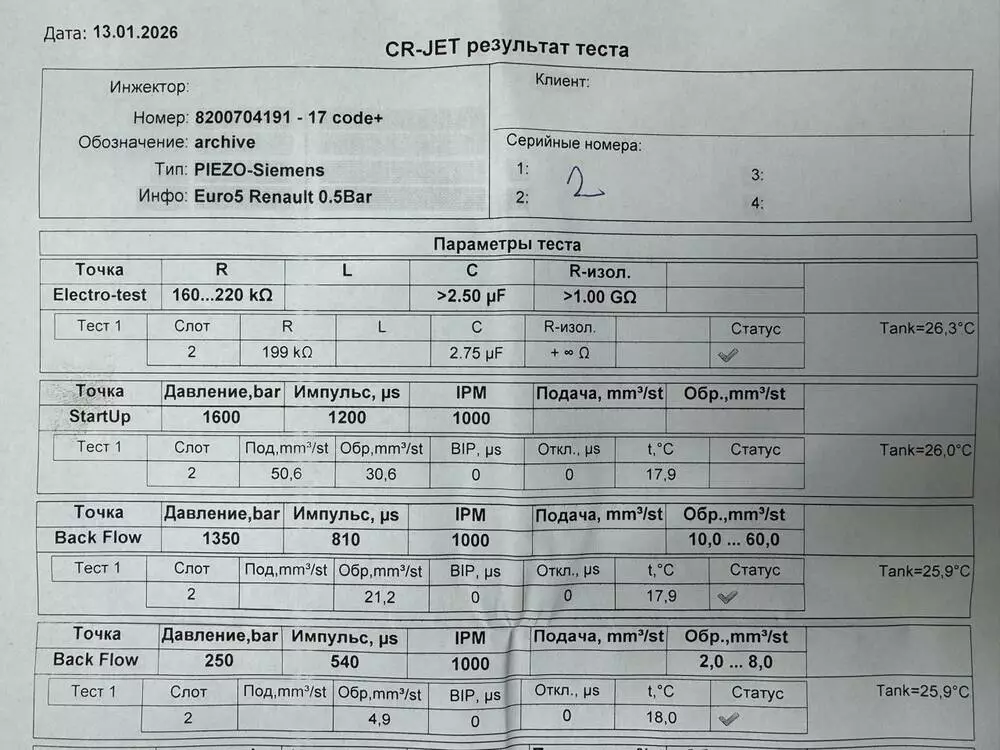 Дата: 13.01.2026
CR-JET результат теста
Инжектор:
Номер: 8200704191 - 17 code+
Обозначение: archive
Тип: PIEZO-Siemens
Инфо: Euro5 Renault 0.5Bar
Клиент:
Серийные номера:
1: 3:
2
2: 4:
Параметры теста
Точка R L C R-изол.
Electro-test 160...220 kΩ >2.50 µF >1.00 GΩ
Тест 1 Слот R L C R-изол. Статус Tank=26,3°C
2 199 kΩ 2.75 µF + ∞ Ω
Точка Давление,bar Импульс, µs IPM Подача, mm³/st Обр.,mm³/st
StartUp 1600 1200 1000
Тест 1 Слот Под,mm³/st Обр,mm³/st BIP, µs Откл., µs t,°C Статус Tank=26,0°C
2 50,6 30,6 0 0 17,9
Точка Давление,bar Импульс, µs IPM Подача, mm³/st Обр.,mm³/st
Back Flow 1350 810 1000 10,0 ... 60,0
Тест 1 Слот Под,mm³/st Обр,mm³/st BIP, µs Откл., µs t,°C Статус Tank=25,9°C
2 21,2 0 0 17,9
Точка Давление,bar Импульс, µs IPM Подача, mm³/st Обр.,mm³/st
Back Flow 250 540 1000 2,0 ... 8,0
Тест 1 Слот Под,mm³/st Обр,mm³/st BIP, µs Откл., µs t,°C Статус Tank=25,9°C
2 4,9 0 0 18,0